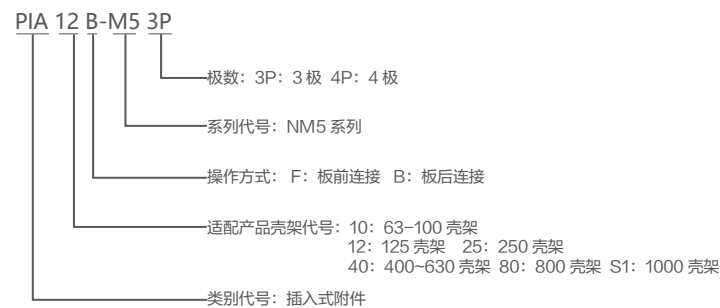 PIA 12 B-M5 3P
极数：3P：3 极 4P：4 极
系列代号：NM5 系列
操作方式： F：板前连接 B：板后连接
适配产品壳架代号：10：63-100 壳架
12：125 壳架 25：250 壳架
40：400~630 壳架 80：800 壳架 S1：1000 壳架
类别代号：插入式附件